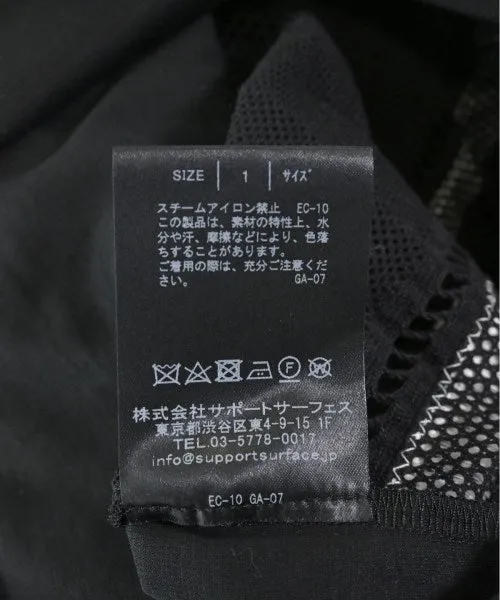 SIZE 1 ｻｲｽﾞ
スチームアイロン禁止 EC-10
この製品は、素材の特性上、水
分や汗、摩擦などにより、色落
ちすることがあります。
ご着用の際は、充分ご注意くだ
さい。 GA-07
株式会社サポートサーフェス
東京都渋谷区東4-9-15 1F
TEL.03-5778-0017
info@supportsurface.jp
EC-10 GA-07